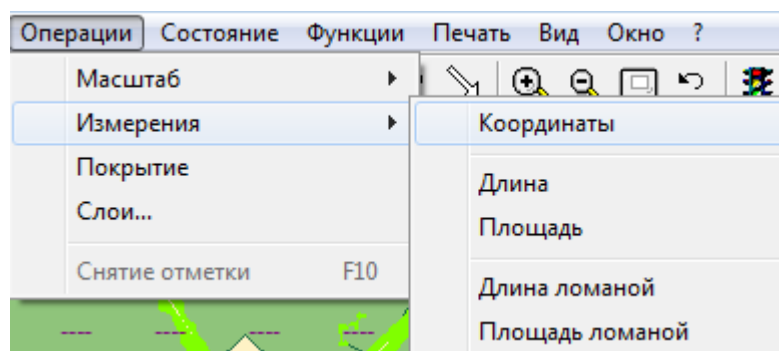 Операции Состояние Функции Печать Вид Окно ?
Масштаб
Измерения
Покрытие
Слои...
Снятие отметки F10
Координаты
Длина
Площадь
Длина ломаной
Площадь ломаной